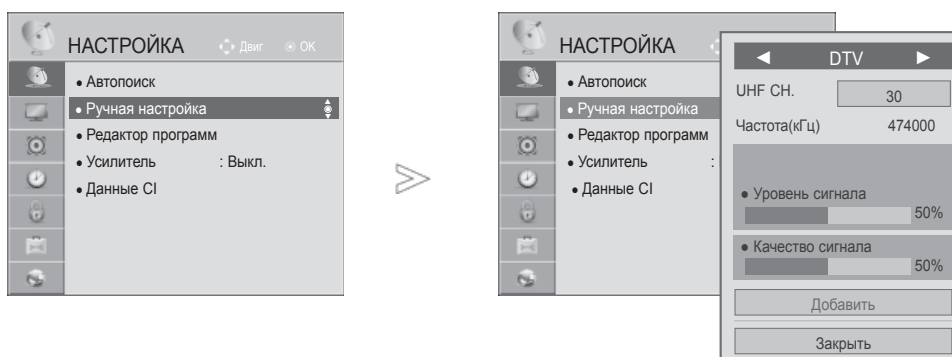 НАСТРОЙКА Двиг OK
● Автопоиск
● Ручная настройка
● Редактор программ
● Усилитель : Выкл.
● Данные CI
НАСТРОЙКА
● Автопоиск
● Ручная настройка
● Редактор программ
● Усилитель :
● Данные CI
◄ DTV ►
UHF CH. 30
Частота(кГц) 474000
● Уровень сигнала
50%
● Качество сигнала
50%
Добавить
Закрыть